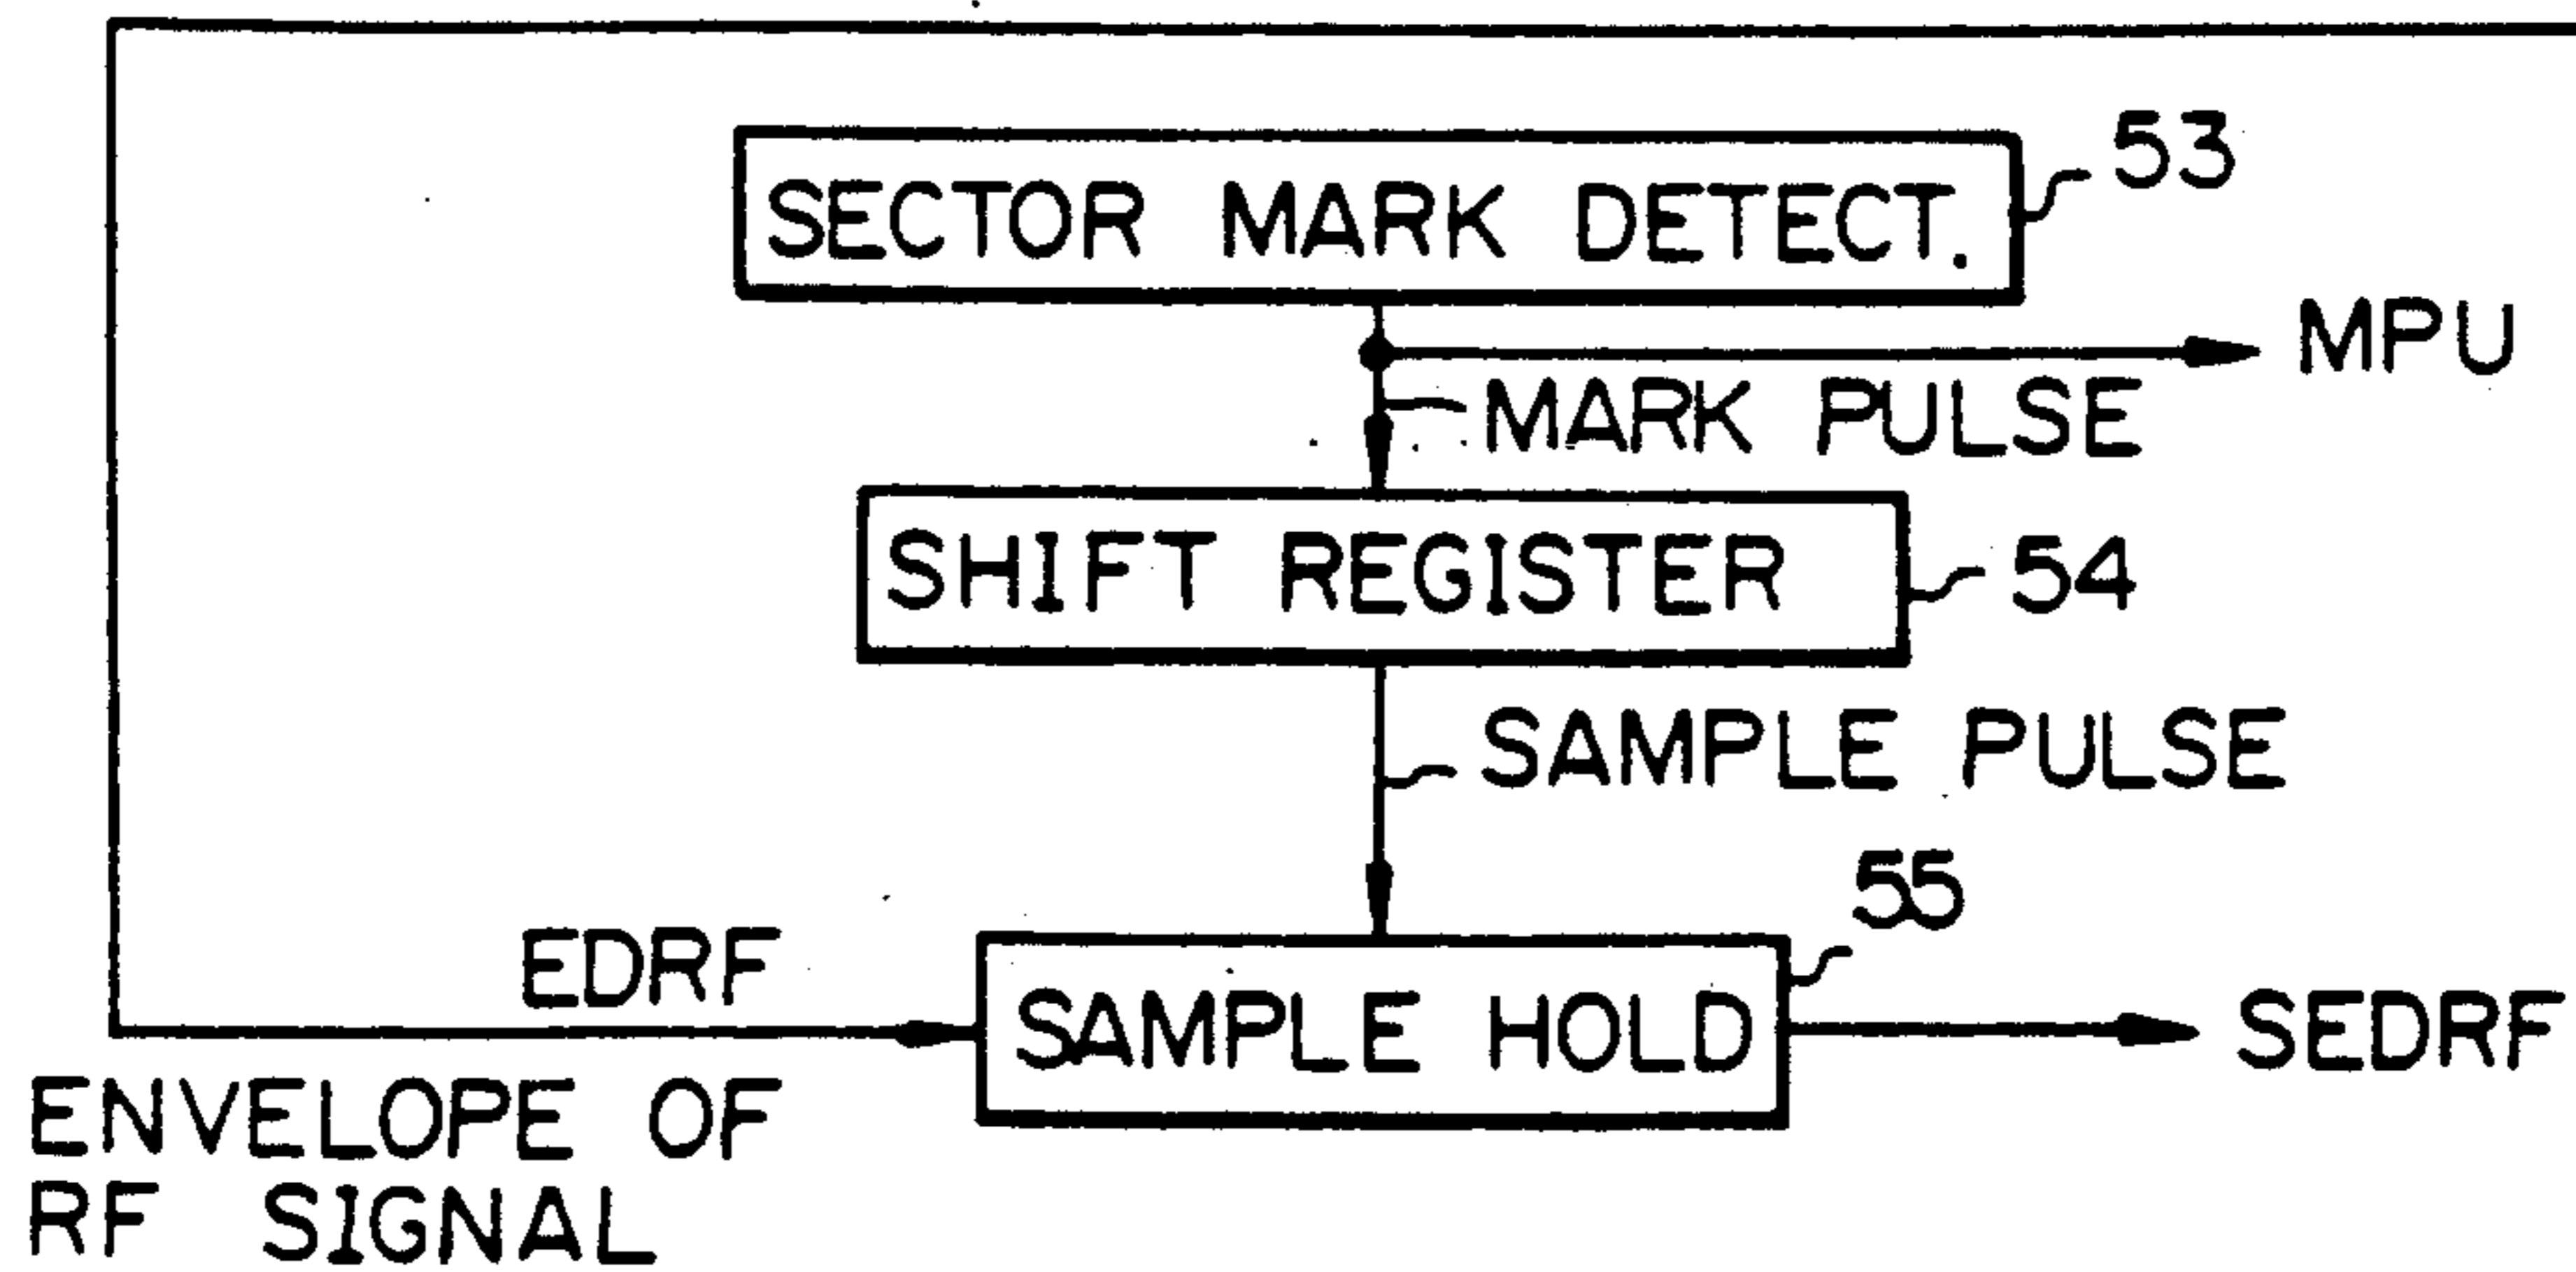 53
SECTOR MARK DETECT.
MPU
MARK PULSE
SHIFT REGISTER
54
SAMPLE PULSE
55
EDRF
SAMPLE HOLD
SEDRF
ENVELOPE OF
RF SIGNAL